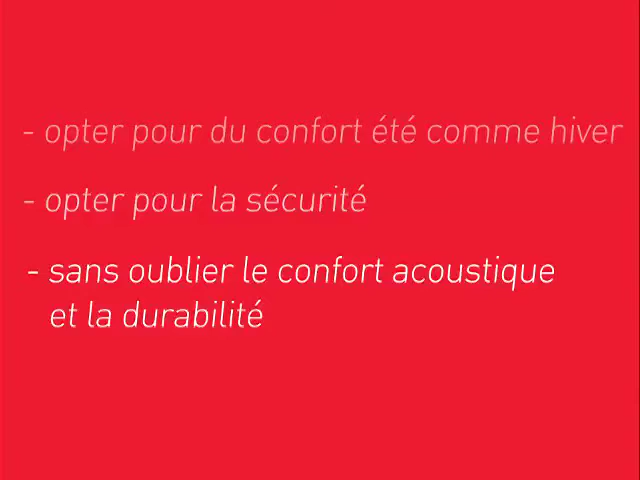 - opter pour du confort été comme hiver
- opter pour la sécurité
- sans oublier le confort acoustique
et la durabilité